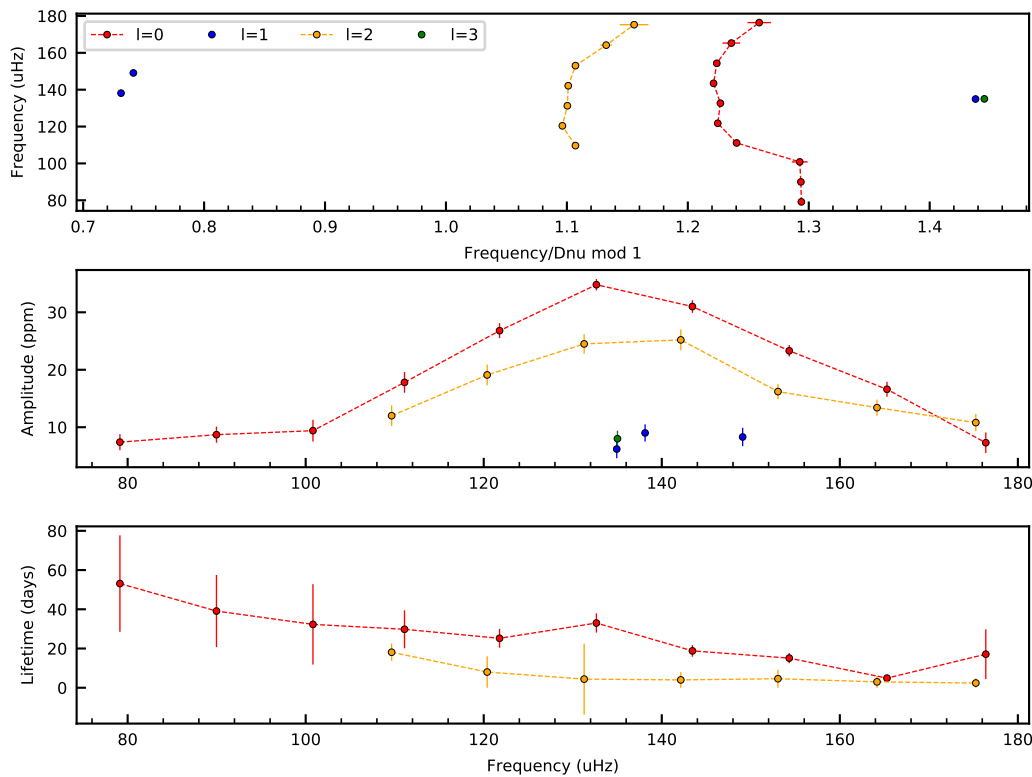 180
160
140
120
100
80
Frequency (uHz)
l=0 l=1 l=2 l=3
0.7 0.8 0.9 1.0 1.1 1.2 1.3 1.4
Frequency/Dnu mod 1
30
20
10
Amplitude (ppm)
80 100 120 140 160 180
80
60
40
20
0
Lifetime (days)
80 100 120 140 160 180
Frequency (uHz)